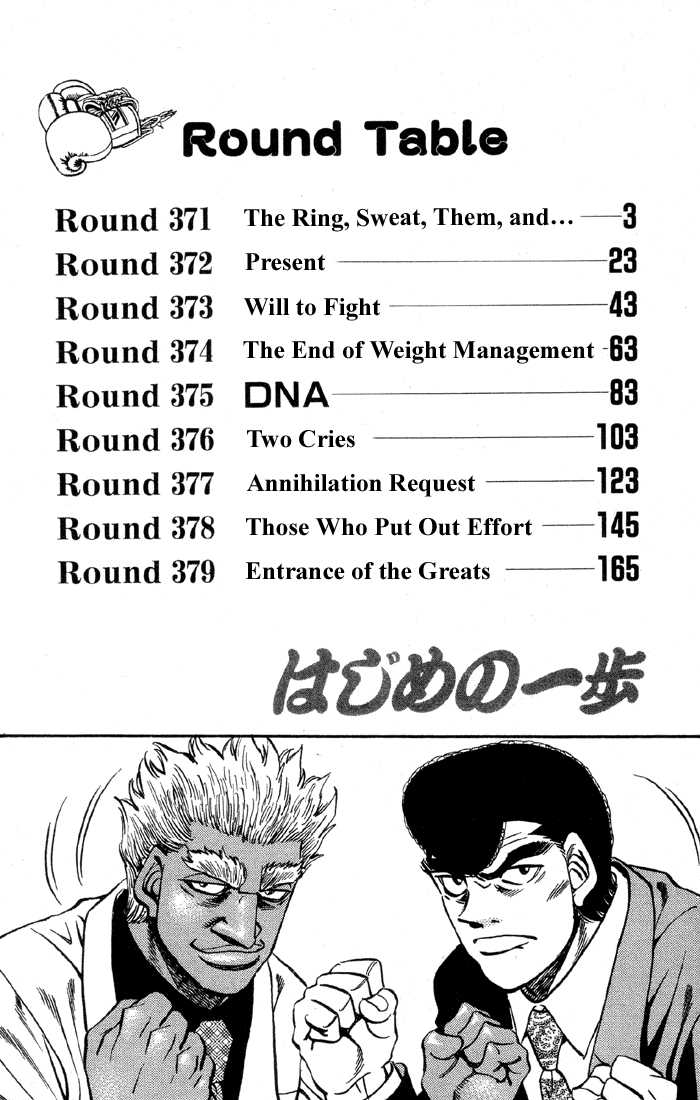 Round Table
Round 371 The Ring, Sweat, Them, and... 3
Round 372 Present 23
Round 373 Will to Fight 43
Round 374 The End of Weight Management 63
Round 375 DNA 83
Round 376 Two Cries 103
Round 377 Annihilation Request 123
Round 378 Those Who Put Out Effort 145
Round 379 Entrance of the Greats 165
はじめの一歩